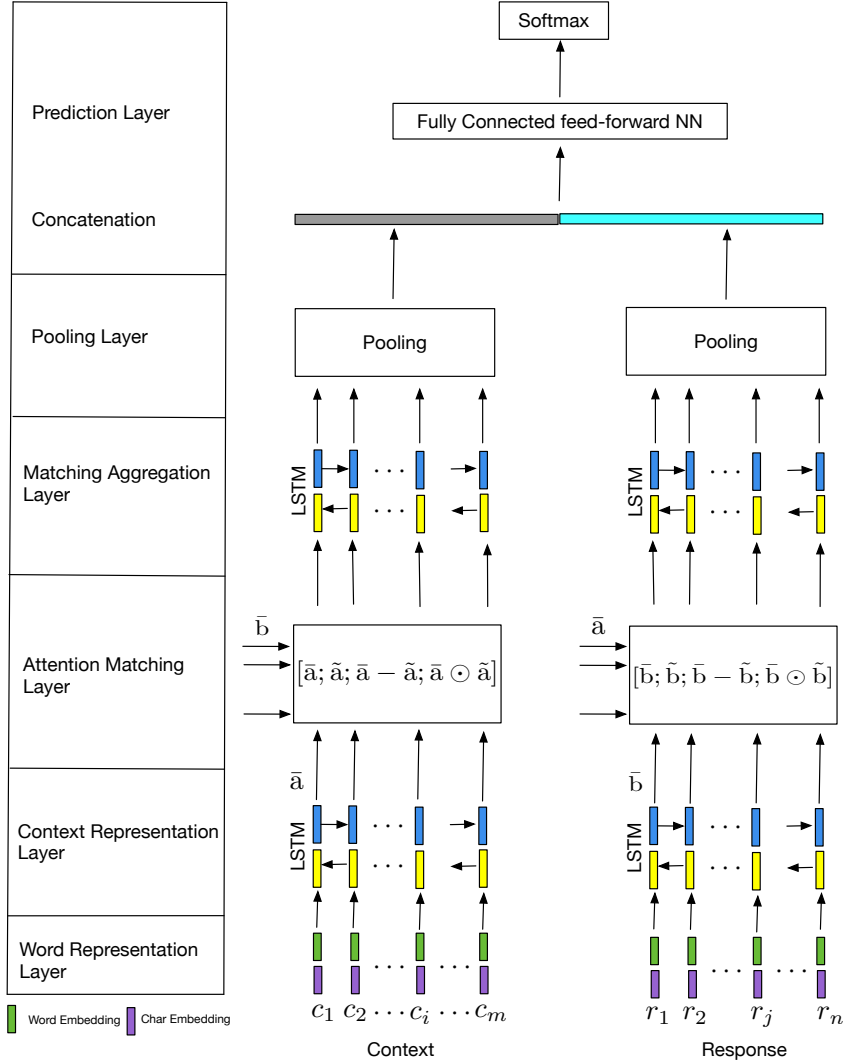 Softmax
Prediction Layer
Fully Connected feed-forward NN
Concatenation
Pooling Layer
Pooling
Pooling
Matching Aggregation
Layer
LSTM
· · ·
· · ·
LSTM
· · ·
· · ·
b̄
ā
Attention Matching
Layer
[ā; ã; ā − ã; ā ⊙ ã]
[b̄; b̃; b̄ − b̃; b̄ ⊙ b̃]
ā
b̄
Context Representation
Layer
LSTM
· · ·
· · ·
LSTM
· · ·
· · ·
Word Representation
Layer
· · · · · ·
· · · · · ·
c₁ c₂ · · · cᵢ · · · cₘ
r₁ r₂ rⱼ rₙ
Word Embedding
Char Embedding
Context
Response